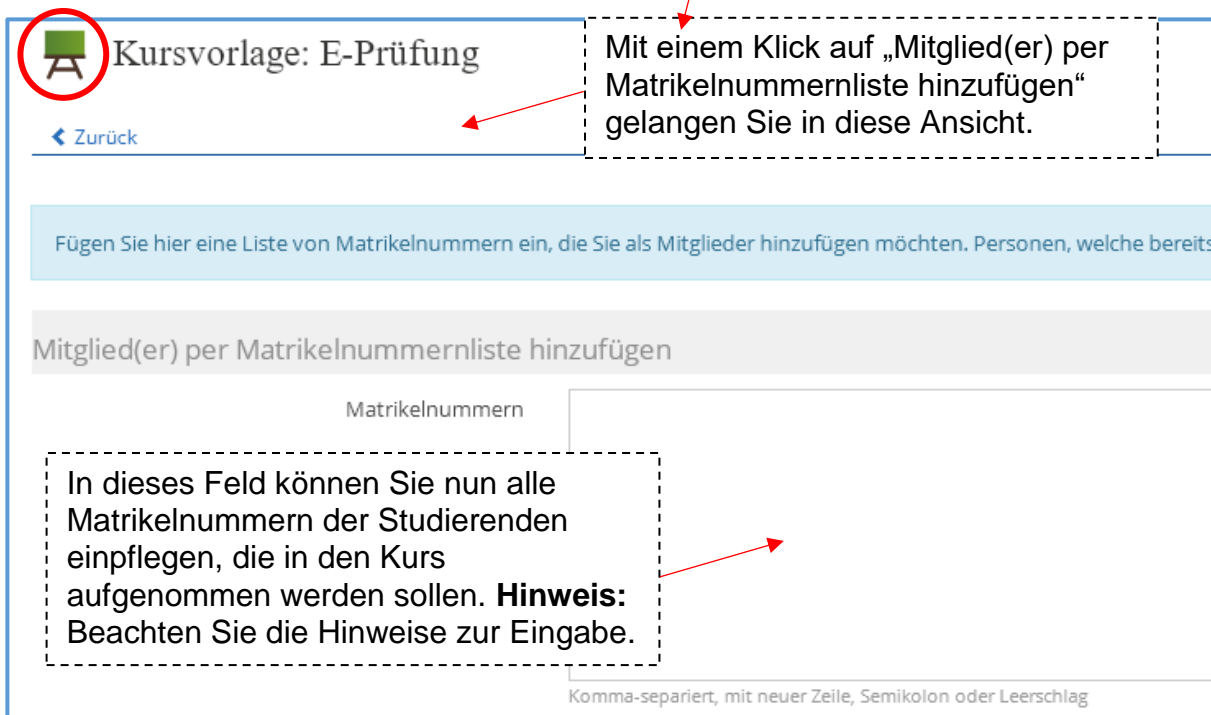 Kursvorlage: E-Prüfung
Mit einem Klick auf „Mitglied(er) per
Matrikelnummernliste hinzufügen“
gelangen Sie in diese Ansicht.
Zurück
Fügen Sie hier eine Liste von Matrikelnummern ein, die Sie als Mitglieder hinzufügen möchten. Personen, welche bereits
Mitglied(er) per Matrikelnummernliste hinzufügen
Matrikelnummern
In dieses Feld können Sie nun alle
Matrikelnummern der Studierenden
einpflegen, die in den Kurs
aufgenommen werden sollen. Hinweis:
Beachten Sie die Hinweise zur Eingabe.
Komma-separiert, mit neuer Zeile, Semikolon oder Leerschlag